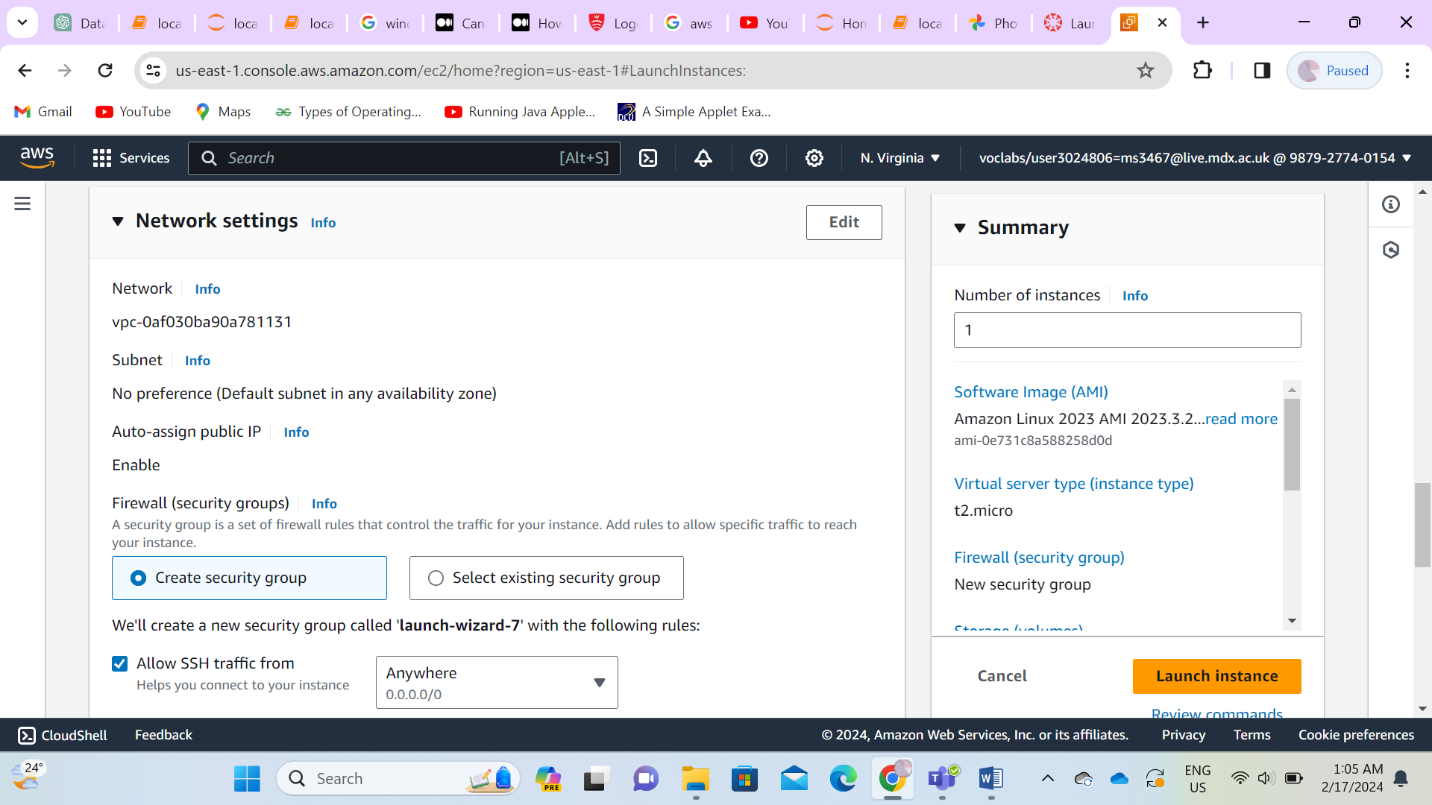 Data
loca
loca
loca
wind
Can
How
Log
aws
You
Hon
loca
Pho
Laun
us-east-1.console.aws.amazon.com/ec2/home?region=us-east-1#LaunchInstances:
Paused
Gmail
YouTube
Maps
Types of Operating...
Running Java Apple...
A Simple Applet Exa...
aws
Services
Search
[Alt+S]
N. Virginia
voclabs/user3024806=ms3467@live.mdx.ac.uk @ 9879-2774-0154
Network settings Info
Edit
Network Info
vpc-0af030ba90a781131
Subnet Info
No preference (Default subnet in any availability zone)
Auto-assign public IP Info
Enable
Firewall (security groups) Info
A security group is a set of firewall rules that control the traffic for your instance. Add rules to allow specific traffic to reach
your instance.
Create security group
Select existing security group
We'll create a new security group called 'launch-wizard-7' with the following rules:
Allow SSH traffic from
Helps you connect to your instance
Anywhere
0.0.0.0/0
Summary
Number of instances Info
1
Software Image (AMI)
Amazon Linux 2023 AMI 2023.3.2...read more
ami-0e731c8a588258d0d
Virtual server type (instance type)
t2.micro
Firewall (security group)
New security group
Storage (volumes)
Cancel
Launch instance
Review commands
CloudShell
Feedback
© 2024, Amazon Web Services, Inc. or its affiliates.
Privacy
Terms
Cookie preferences
24°
Search
PRE
ENG
US
1:05 AM
2/17/2024